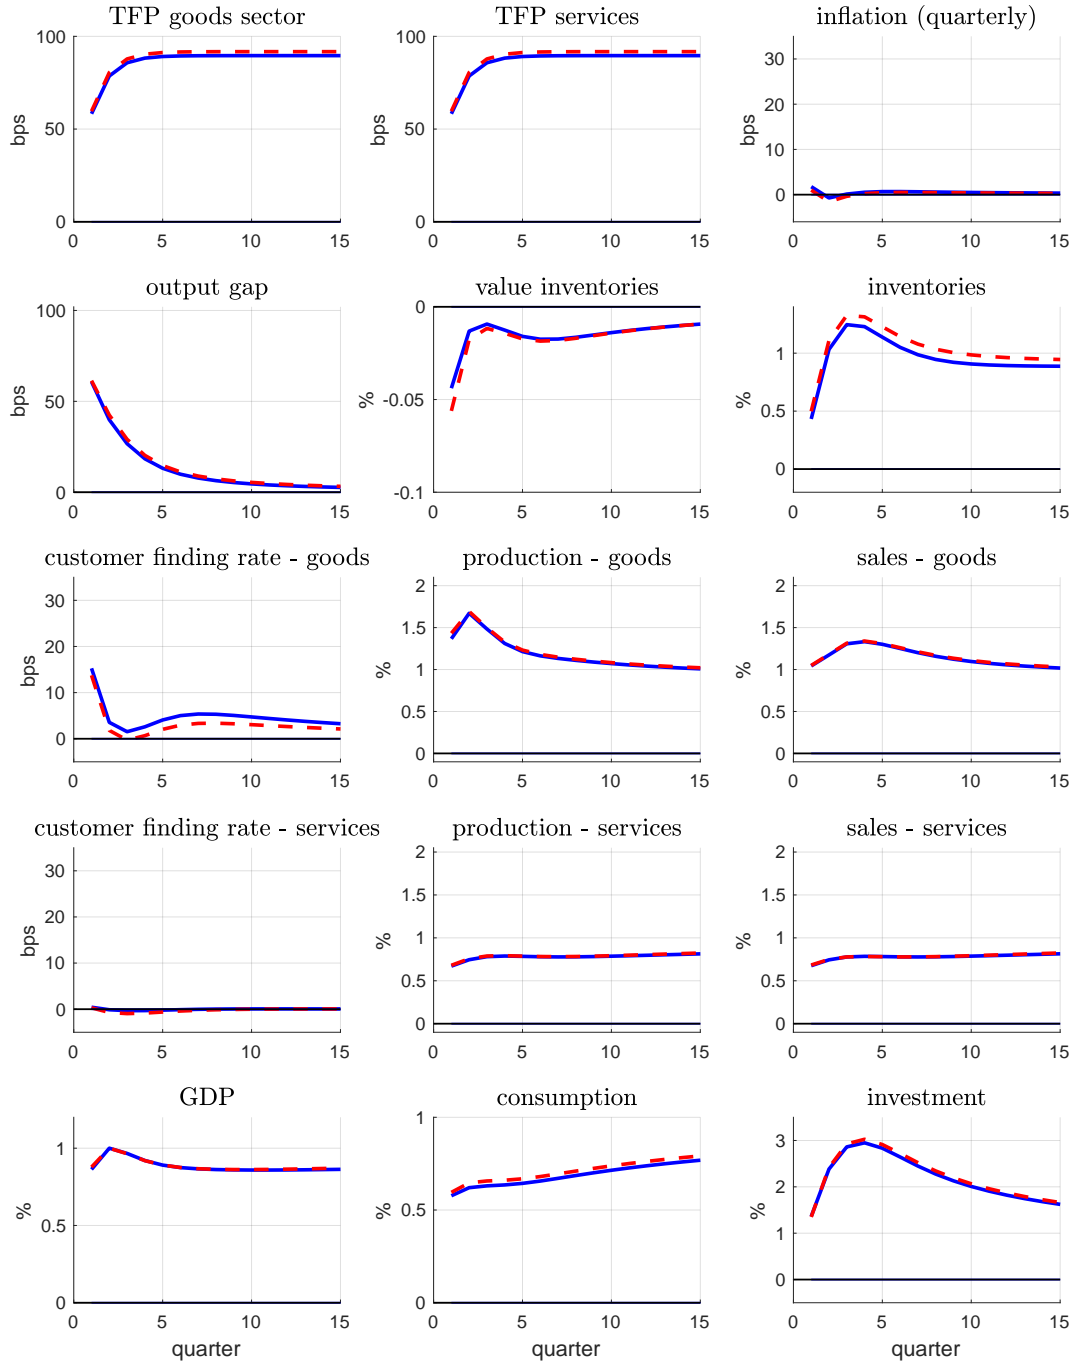 TFP goods sector
TFP services
inflation (quarterly)
100
50
0
bps
0 5 10 15
100
50
0
bps
0 5 10 15
30
20
10
0
bps
0 5 10 15
output gap
value inventories
inventories
100
50
0
bps
0 5 10 15
0
-0.05
-0.1
%
0 5 10 15
1
0.5
0
%
0 5 10 15
customer finding rate - goods
production - goods
sales - goods
30
20
10
0
bps
0 5 10 15
2
1.5
1
0.5
0
%
0 5 10 15
2
1.5
1
0.5
0
%
0 5 10 15
customer finding rate - services
production - services
sales - services
30
20
10
0
bps
0 5 10 15
2
1.5
1
0.5
0
%
0 5 10 15
2
1.5
1
0.5
0
%
0 5 10 15
GDP
consumption
investment
1
0.5
0
%
0 5 10 15
quarter
1
0.5
0
%
0 5 10 15
quarter
3
2
1
0
%
0 5 10 15
quarter